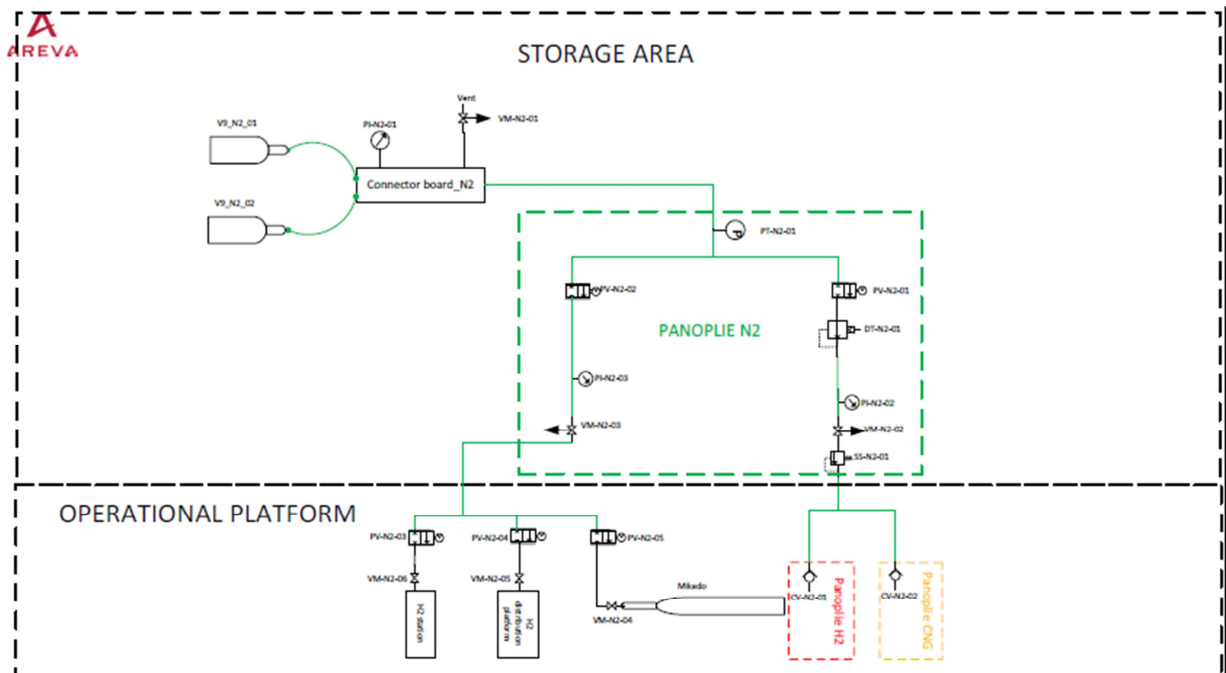 AREVA
STORAGE AREA
Vent
V9_N2_01
PI-N2-01
VM-N2-01
Connector board_N2
V9_N2_02
P
PT-N2-01
PV-N2-02
PV-N2-01
PANOPLIE N2
DT-N2-01
PI-N2-03
PI-N2-02
VM-N2-03
VM-N2-02
SS-N2-01
OPERATIONAL PLATFORM
PV-N2-03
PV-N2-04
PV-N2-05
VM-N2-06
VM-N2-05
Mikado
CV-N2-01
CV-N2-02
VM-N2-04
H2 station
H2
distribution
platform
Panoplie H2
Panoplie CNG